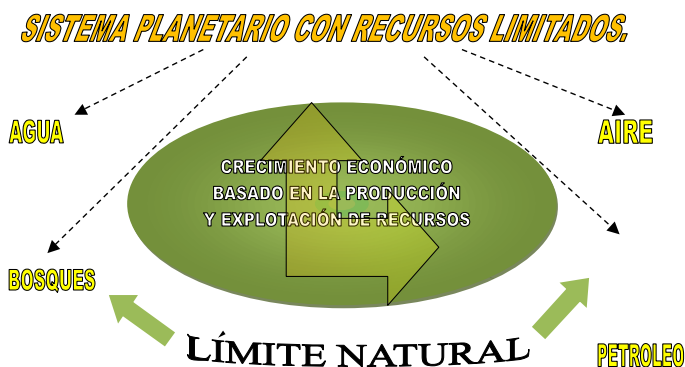 SISTEMA PLANETARIO CON RECURSOS LIMITADOS.
AGUA
AIRE
CRECIMIENTO ECONÓMICO
BASADO EN LA PRODUCCIÓN
Y EXPLOTACIÓN DE RECURSOS
BOSQUES
LÍMITE NATURAL
PETROLEO